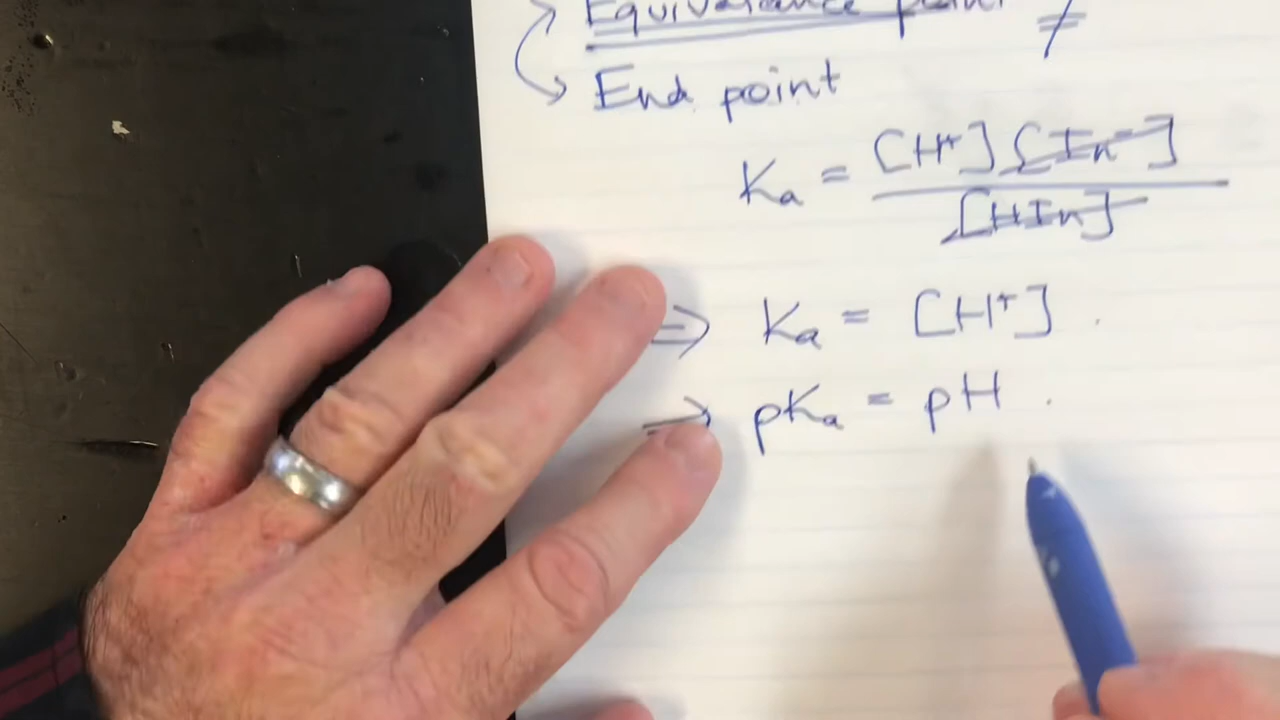 Equivalence point ≠
End point
Ka = [H⁺] [In⁻] / [HIn]
⇒ Ka = [H⁺] .
⇒ pKa = pH .